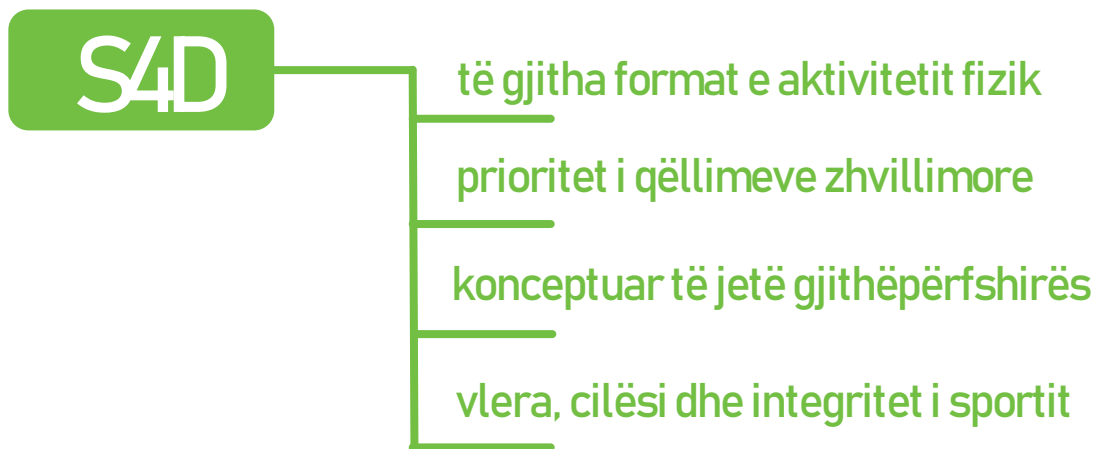 S4D
të gjitha format e aktivitetit fizik
prioritet i qëllimeve zhvillimore
konceptuar të jetë gjithëpërfshirës
vlera, cilësi dhe integritet i sportit